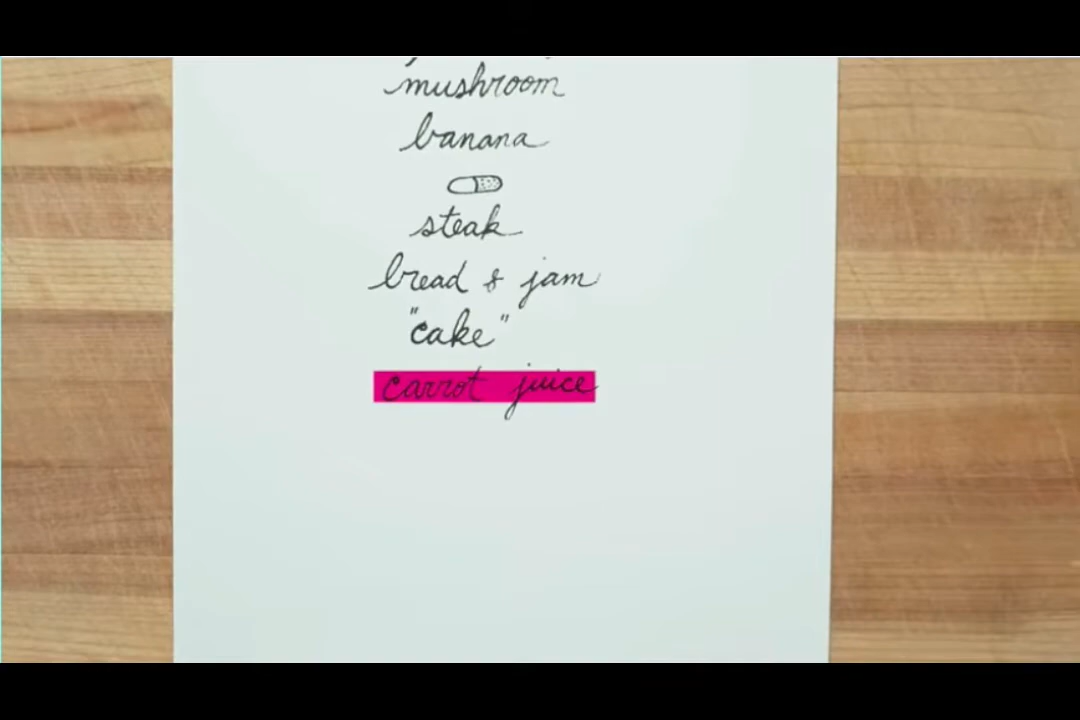 mushroom
banana
steak
bread & jam
"cake"
carrot juice